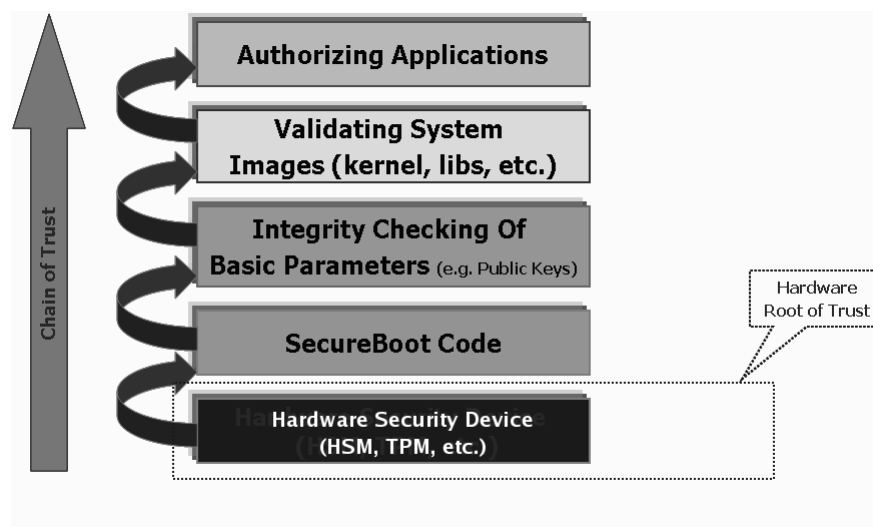 Authorizing Applications
Validating System
Images (kernel, libs, etc.)
Integrity Checking Of
Basic Parameters (e.g. Public Keys)
SecureBoot Code
Hardware Security Device
(HSM, TPM, etc.)
Hardware
Root of Trust
Chain of Trust